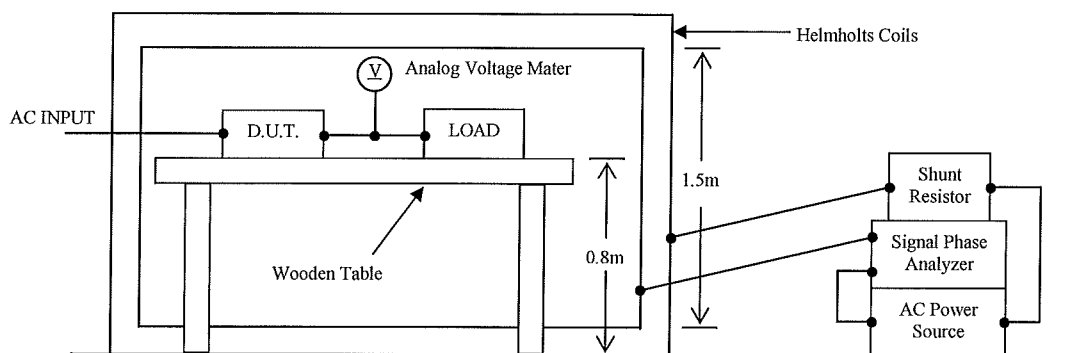 Helmholts Coils
V
Analog Voltage Mater
AC INPUT
D.U.T.
LOAD
1.5m
Shunt
Resistor
0.8m
Signal Phase
Analyzer
Wooden Table
AC Power
Source